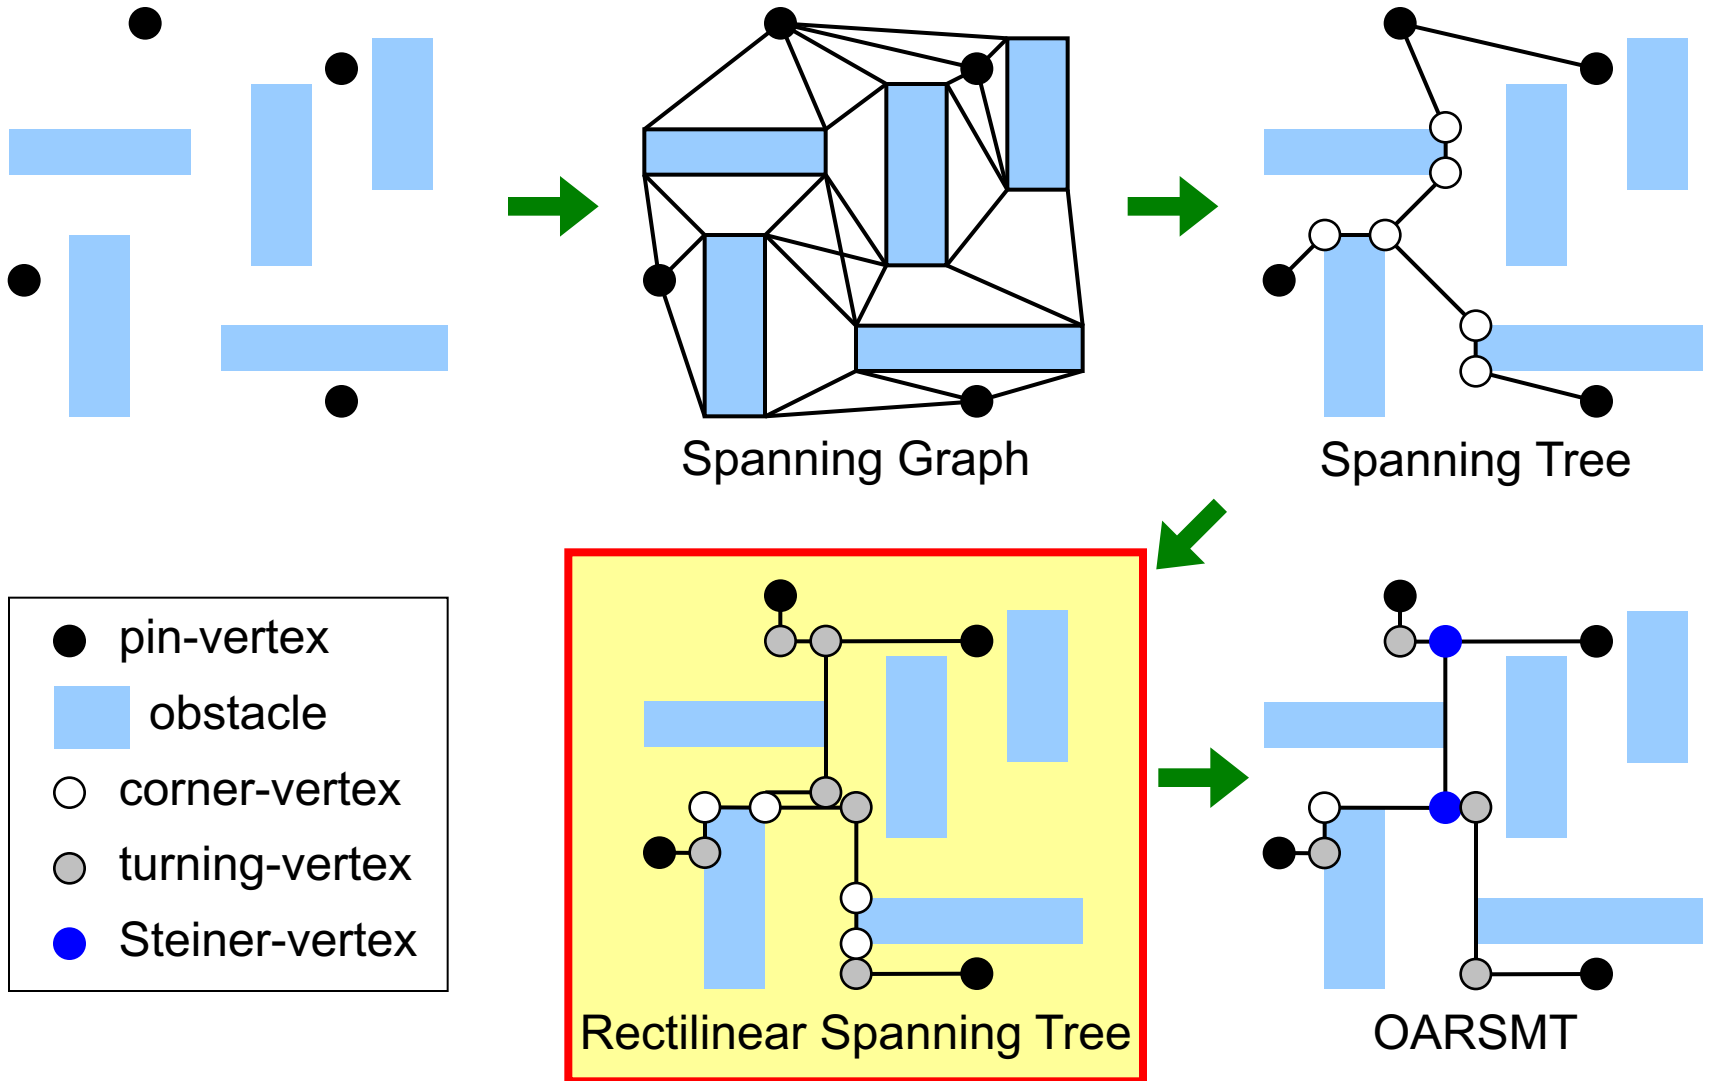 Spanning Graph
Spanning Tree
pin-vertex
obstacle
corner-vertex
turning-vertex
Steiner-vertex
Rectilinear Spanning Tree
OARSMT